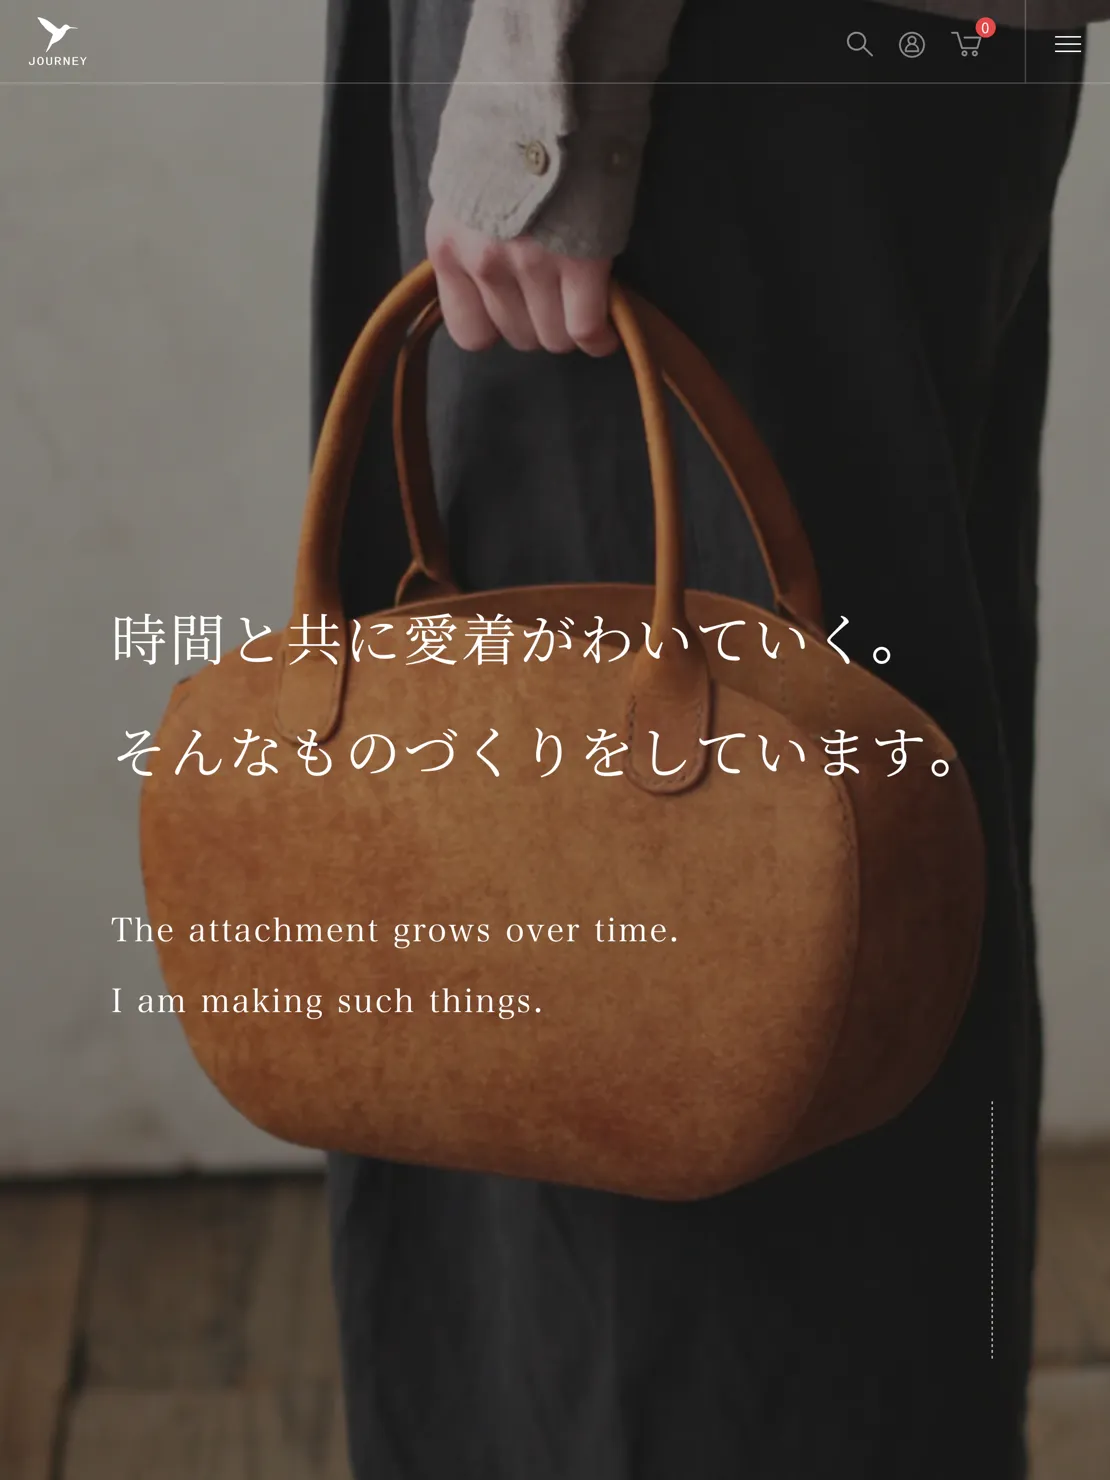 JOURNEY
0
時間と共に愛着がわいていく。
そんなものづくりをしています。
The attachment grows over time.
I am making such things.